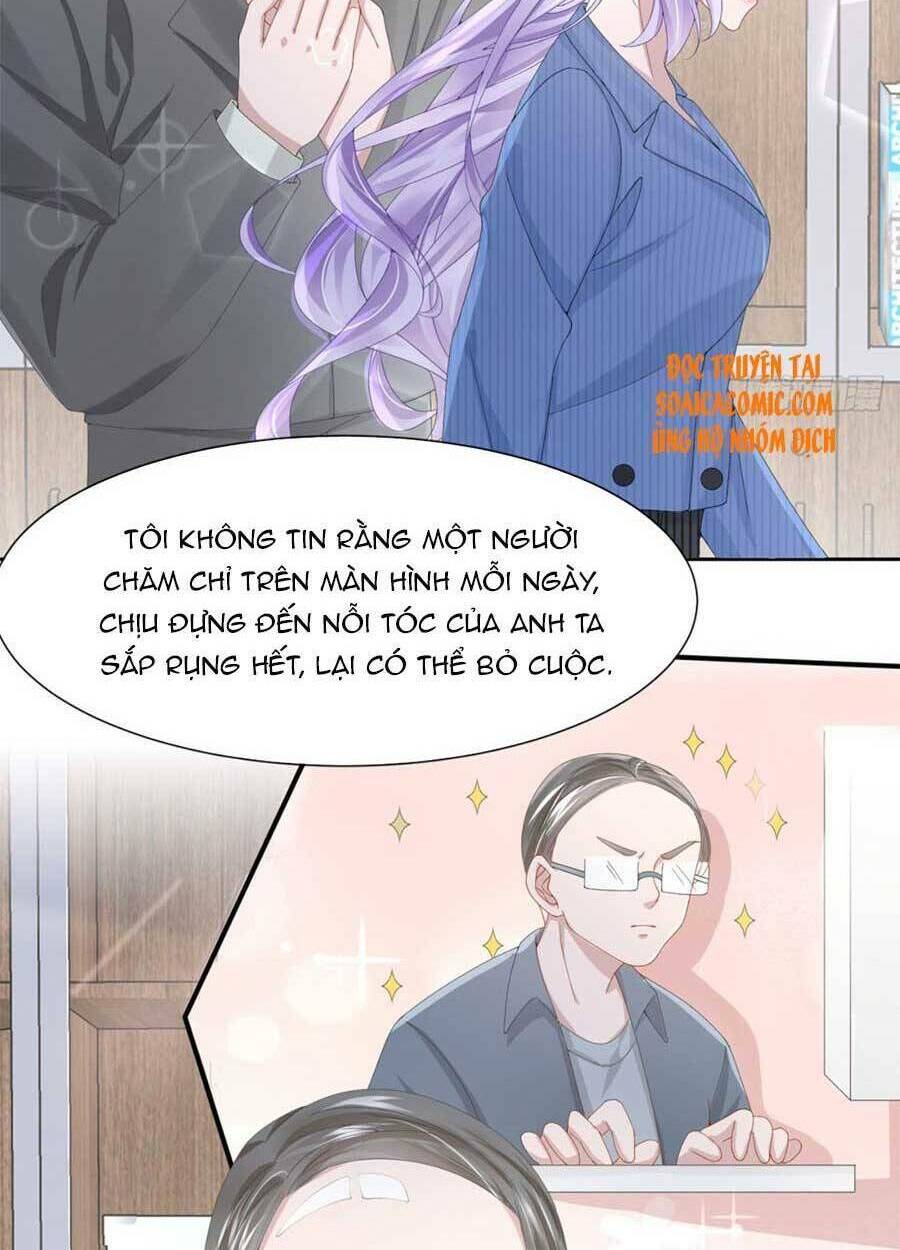 ARCHI
ARCHITECTURE
ĐỌC TRUYỆN TẠI
SOAICACOMIC.COM
ỦNG HỘ NHÓM DỊCH
TÔI KHÔNG TIN RẰNG MỘT NGƯỜI
CHĂM CHỈ TRÊN MÀN HÌNH MỖI NGÀY,
CHỊU ĐỰNG ĐẾN NỖI TÓC CỦA ANH TA
SẮP RỤNG HẾT, LẠI CÓ THỂ BỎ CUỘC.